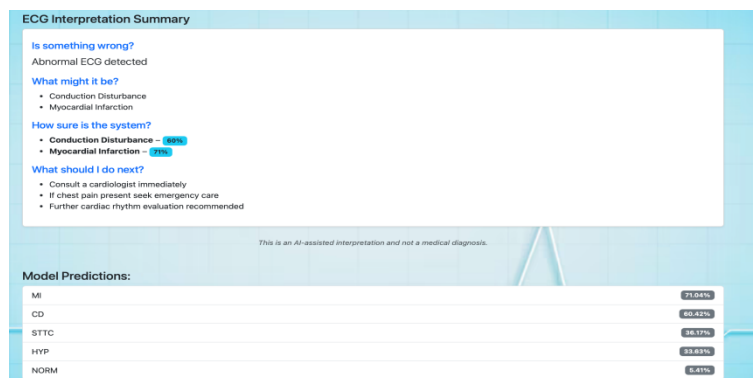 ECG Interpretation Summary
Is something wrong?
Abnormal ECG detected
What might it be?
• Conduction Disturbance
• Myocardial Infarction
How sure is the system?
• Conduction Disturbance – 60%
• Myocardial Infarction – 71%
What should I do next?
• Consult a cardiologist immediately
• If chest pain present seek emergency care
• Further cardiac rhythm evaluation recommended
This is an AI-assisted interpretation and not a medical diagnosis.
Model Predictions:
MI 71.04%
CD 60.42%
STTC 36.17%
HYP 33.83%
NORM 5.41%